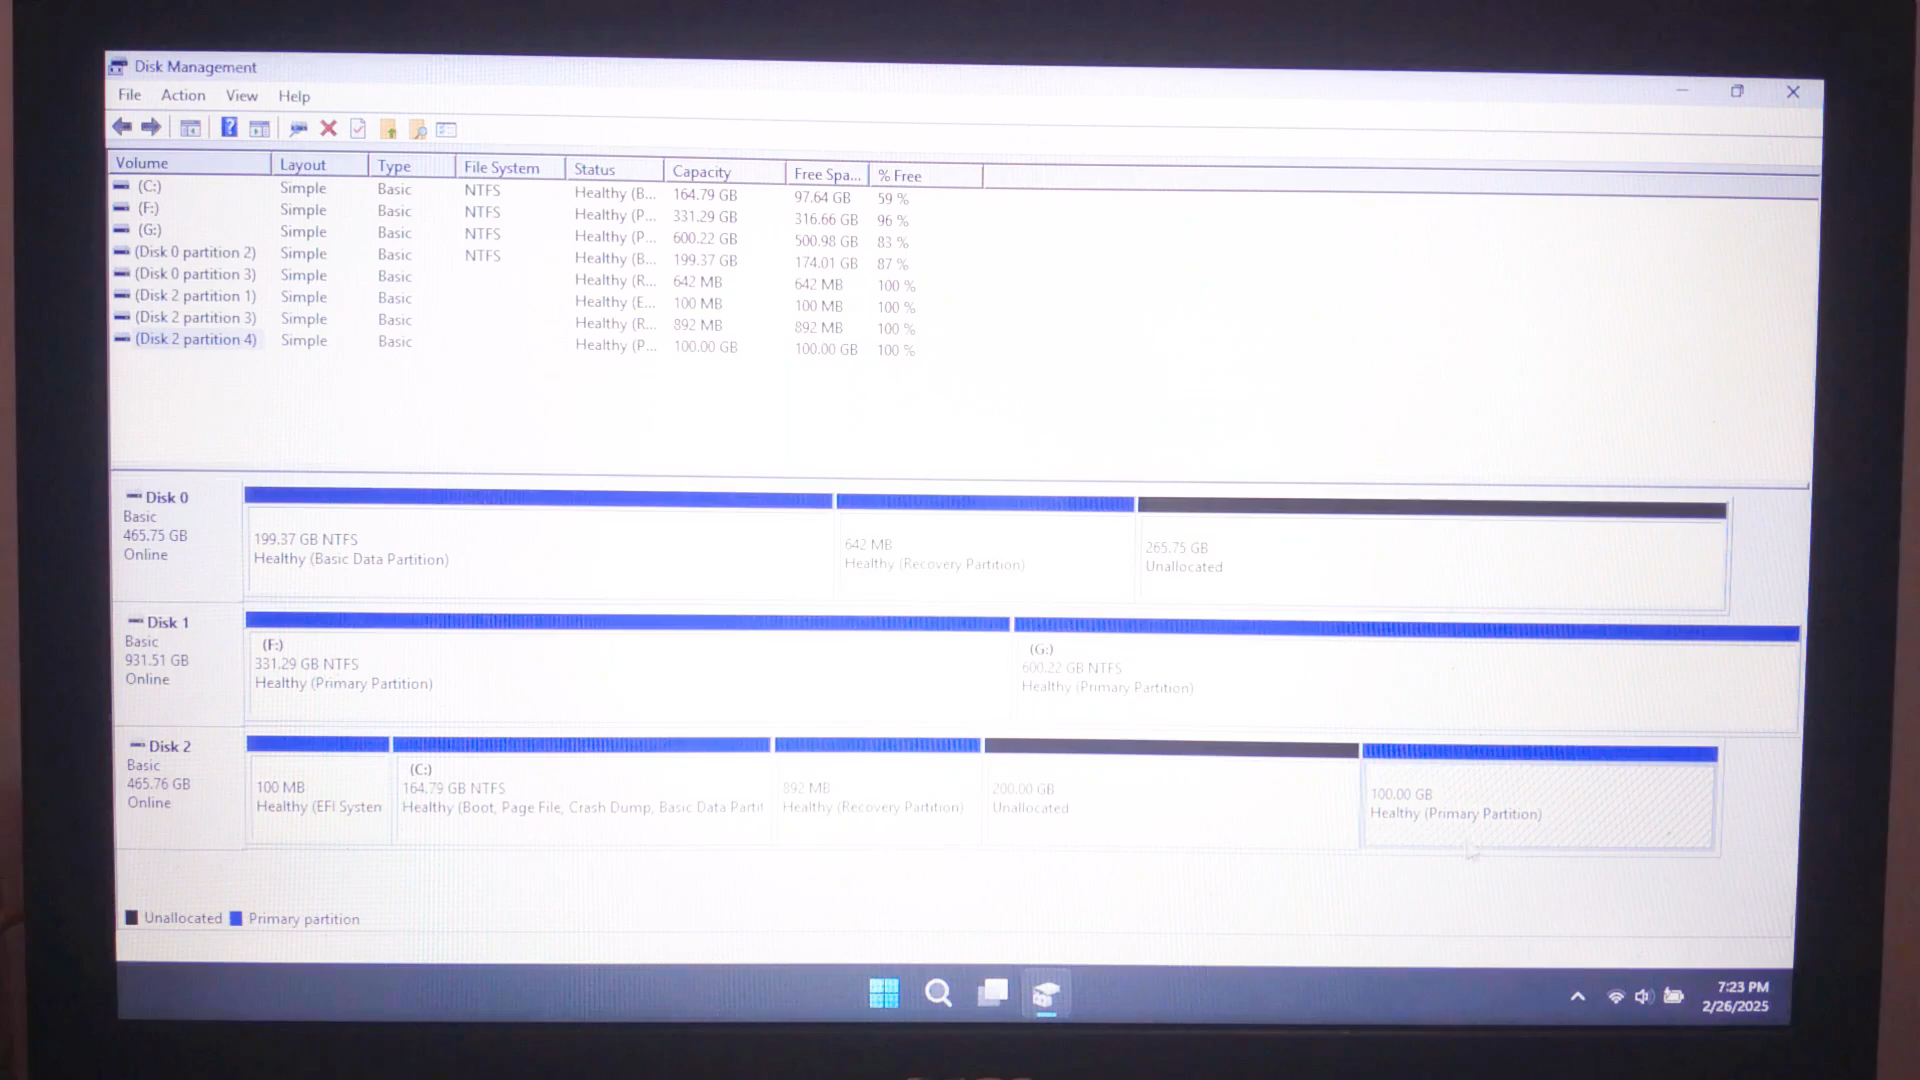 Disk Management
File Action View Help
Volume Layout Type File System Status Capacity Free Spa... % Free
(C:) Simple Basic NTFS Healthy (B... 164.79 GB 97.64 GB 59 %
(F:) Simple Basic NTFS Healthy (P... 331.29 GB 316.66 GB 96 %
(G:) Simple Basic NTFS Healthy (P... 600.22 GB 500.98 GB 83 %
(Disk 0 partition 2) Simple Basic NTFS Healthy (B... 199.37 GB 174.01 GB 87 %
(Disk 0 partition 3) Simple Basic Healthy (R... 642 MB 642 MB 100 %
(Disk 2 partition 1) Simple Basic Healthy (E... 100 MB 100 MB 100 %
(Disk 2 partition 3) Simple Basic Healthy (R... 892 MB 892 MB 100 %
(Disk 2 partition 4) Simple Basic Healthy (P... 100.00 GB 100.00 GB 100 %
Disk 0
Basic
465.75 GB
Online
199.37 GB NTFS
Healthy (Basic Data Partition)
642 MB
Healthy (Recovery Partition)
265.75 GB
Unallocated
Disk 1
Basic
931.51 GB
Online
(F:)
331.29 GB NTFS
Healthy (Primary Partition)
(G:)
600.22 GB NTFS
Healthy (Primary Partition)
Disk 2
Basic
465.76 GB
Online
100 MB
Healthy (EFI System
(C:)
164.79 GB NTFS
Healthy (Boot, Page File, Crash Dump, Basic Data Partit
892 MB
Healthy (Recovery Partition)
200.00 GB
Unallocated
100.00 GB
Healthy (Primary Partition)
Unallocated Primary partition
7:23 PM
2/26/2025